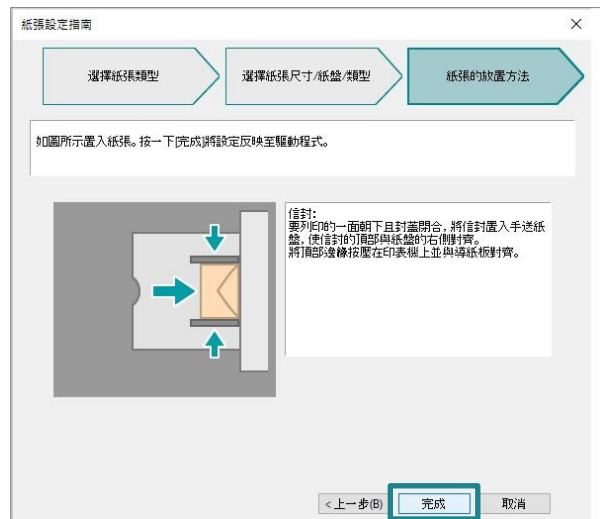 紙張設定指南
選擇紙張類型
選擇紙張尺寸/紙盤/類型
紙張的放置方法
如圖所示置入紙張。按一下[完成]將設定反映至驅動程式。
信封:
要列印的一面朝下且封蓋閉合，將信封置入手送紙
盤，使信封的頂部與紙盤的右側對齊。
將頂部邊緣按壓在印表機上並與導紙板對齊。
<上一步(B)
完成
取消